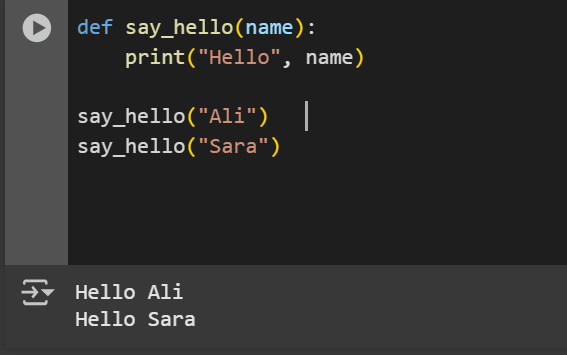 def say_hello(name):
    print("Hello", name)
say_hello("Ali")
say_hello("Sara")
Hello Ali
Hello Sara